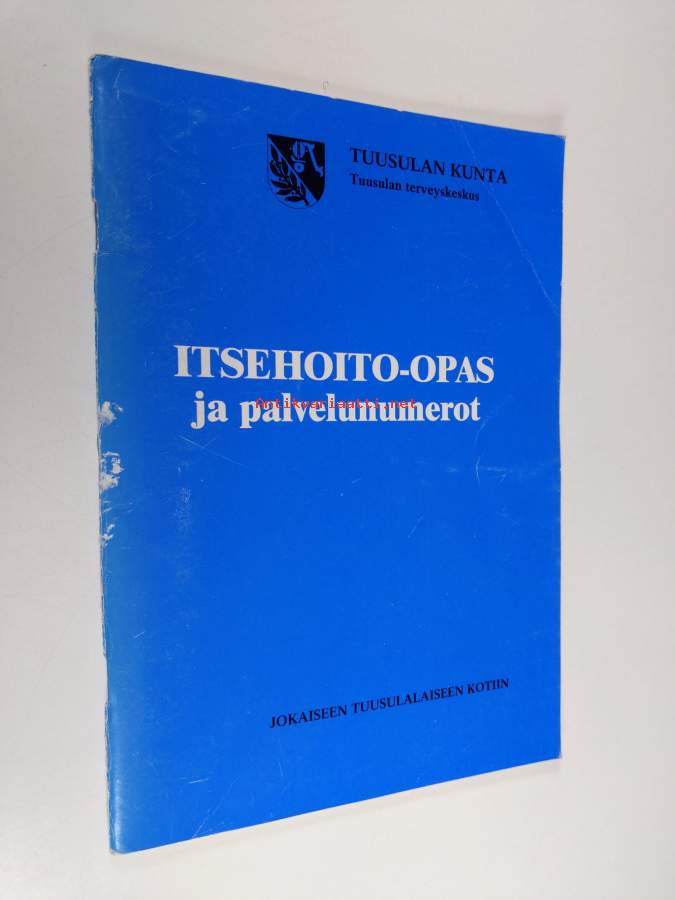 TUUSULAN KUNTA
Tuusulan terveyskeskus
ITSEHOITO-OPAS
ja palvelunumerot
Antikvariaatti.net
JOKAISEEN TUUSULALAISEEN KOTIIN